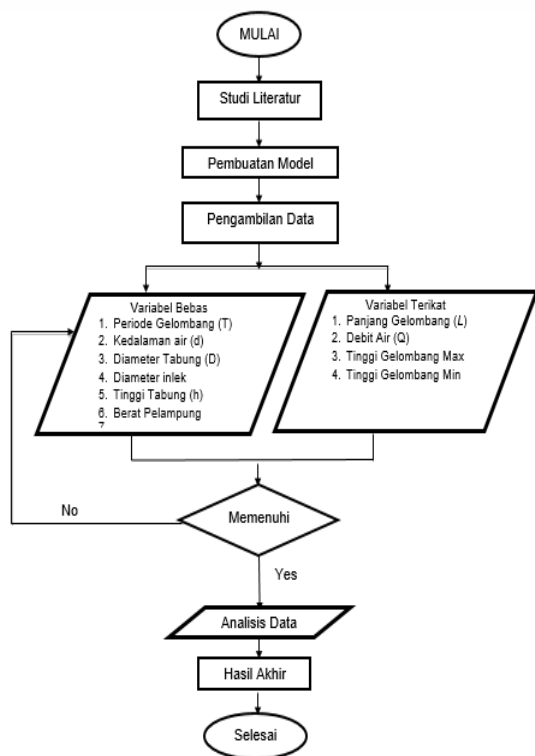 MULAI
Studi Literatur
Pembuatan Model
Pengambilan Data
Variabel Bebas
1. Periode Gelombang (T)
2. Kedalaman air (d)
3. Diameter Tabung (D)
4. Diameter inlek
5. Tinggi Tabung (h)
6. Berat Pelampung
7
Variabel Terikat
1. Panjang Gelombang (L)
2. Debit Air (Q)
3. Tinggi Gelombang Max
4. Tinggi Gelombang Min
No
Memenuhi
Yes
Analisis Data
Hasil Akhir
Selesai